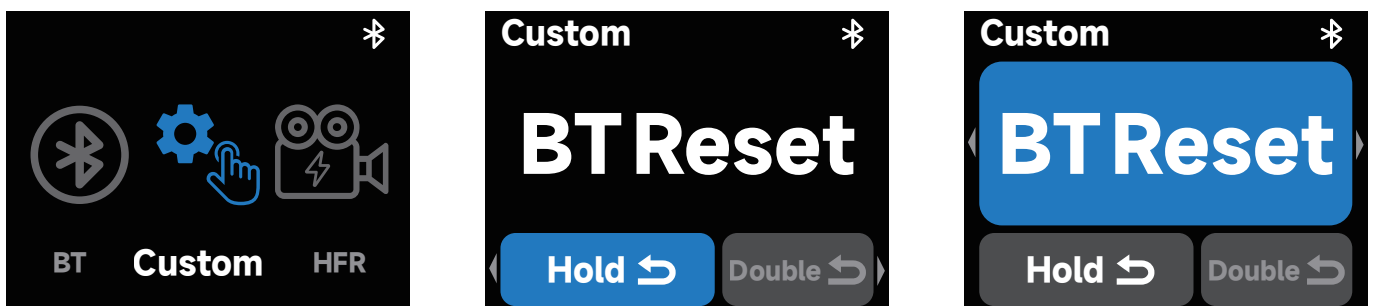 BT Custom HFR
Custom
BT Reset
Hold Double
Custom
BT Reset
Hold Double